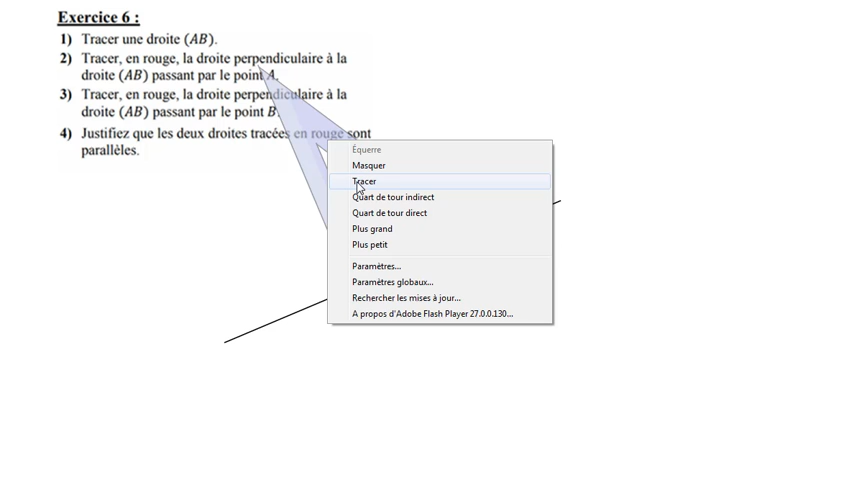 Exercice 6 :
1) Tracer une droite (AB).
2) Tracer, en rouge, la droite perpendiculaire à la
droite (AB) passant par le point A.
3) Tracer, en rouge, la droite perpendiculaire à la
droite (AB) passant par le point B.
4) Justifiez que les deux droites tracées en rouge sont
parallèles.
Équerre
Masquer
Tracer
Quart de tour indirect
Quart de tour direct
Plus grand
Plus petit
Paramètres...
Paramètres globaux...
Rechercher les mises à jour...
A propos d'Adobe Flash Player 27.0.0.130...